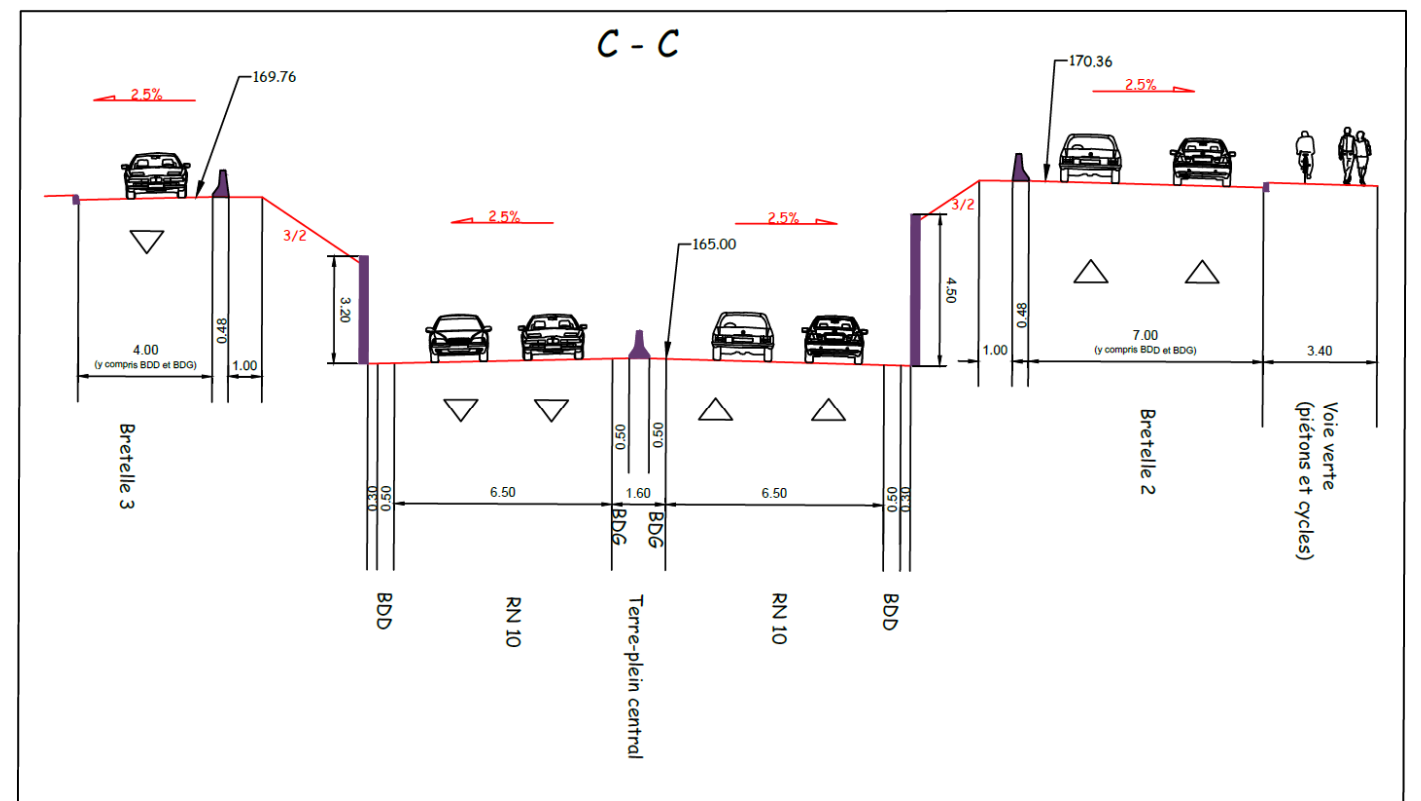 C - C
169.76
170.36
2.5%
2.5%
2.5%
2.5%
3/2
3/2
165.00
3.20
4.50
0.48
4.00
(y compris BDD et BDG)
1.00
1.00
0.48
7.00
(y compris BDD et BDG)
3.40
0.50
0.50
0.30
0.50
6.50
1.60
6.50
0.50
0.30
BDG
BDG
Bretelle 3
BDD
RN 10
Terre-plein central
RN 10
BDD
Bretelle 2
Voie verte
(piétons et cycles)